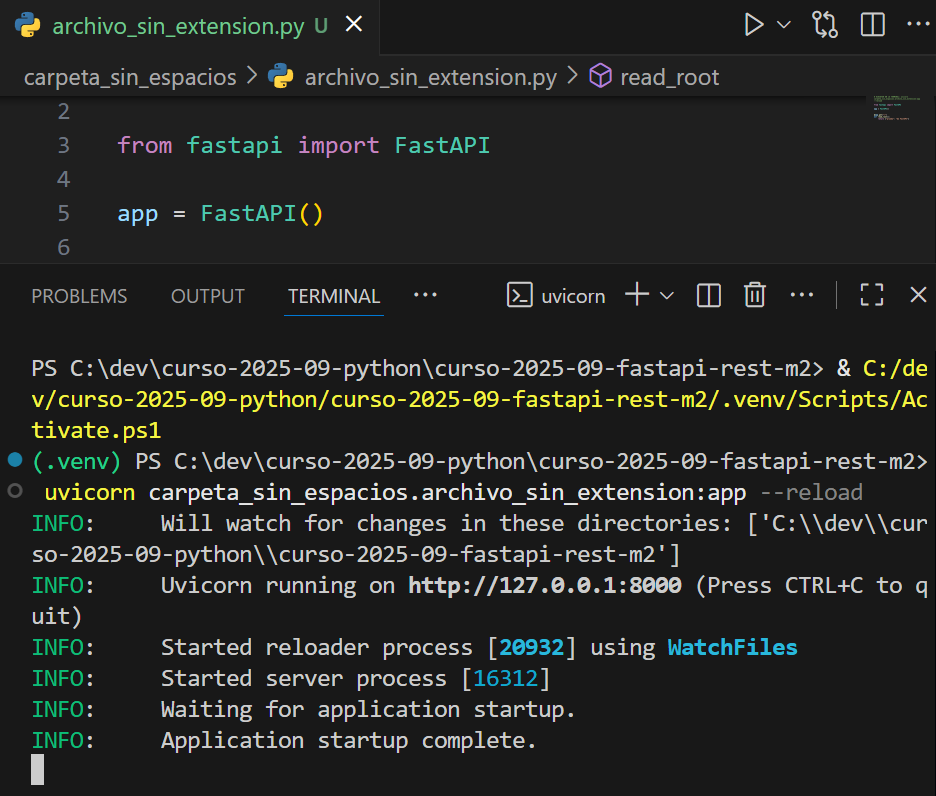 archivo_sin_extension.py U
carpeta_sin_espacios > archivo_sin_extension.py > read_root
2
3 from fastapi import FastAPI
4
5 app = FastAPI()
6
PROBLEMS OUTPUT TERMINAL ··· uvicorn
PS C:\dev\curso-2025-09-python\curso-2025-09-fastapi-rest-m2> & C:/de
v/curso-2025-09-python/curso-2025-09-fastapi-rest-m2/.venv/Scripts/Ac
tivate.ps1
(.venv) PS C:\dev\curso-2025-09-python\curso-2025-09-fastapi-rest-m2>
uvicorn carpeta_sin_espacios.archivo_sin_extension:app --reload
INFO: Will watch for changes in these directories: ['C:\\dev\\cur
so-2025-09-python\\curso-2025-09-fastapi-rest-m2']
INFO: Uvicorn running on http://127.0.0.1:8000 (Press CTRL+C to q
uit)
INFO: Started reloader process [20932] using WatchFiles
INFO: Started server process [16312]
INFO: Waiting for application startup.
INFO: Application startup complete.